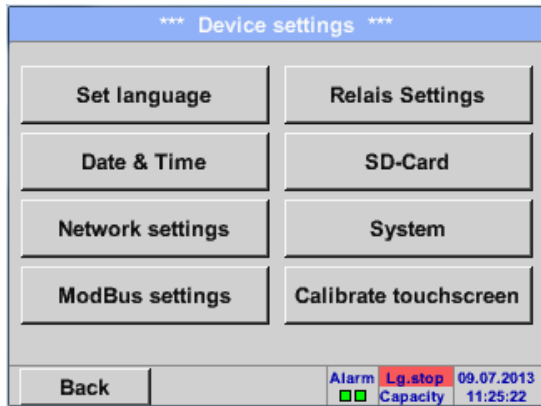 *** Device settings ***
Set language
Relais Settings
Date & Time
SD-Card
Network settings
System
ModBus settings
Calibrate touchscreen
Back
Alarm
Lg.stop
Capacity
09.07.2013
11:25:22